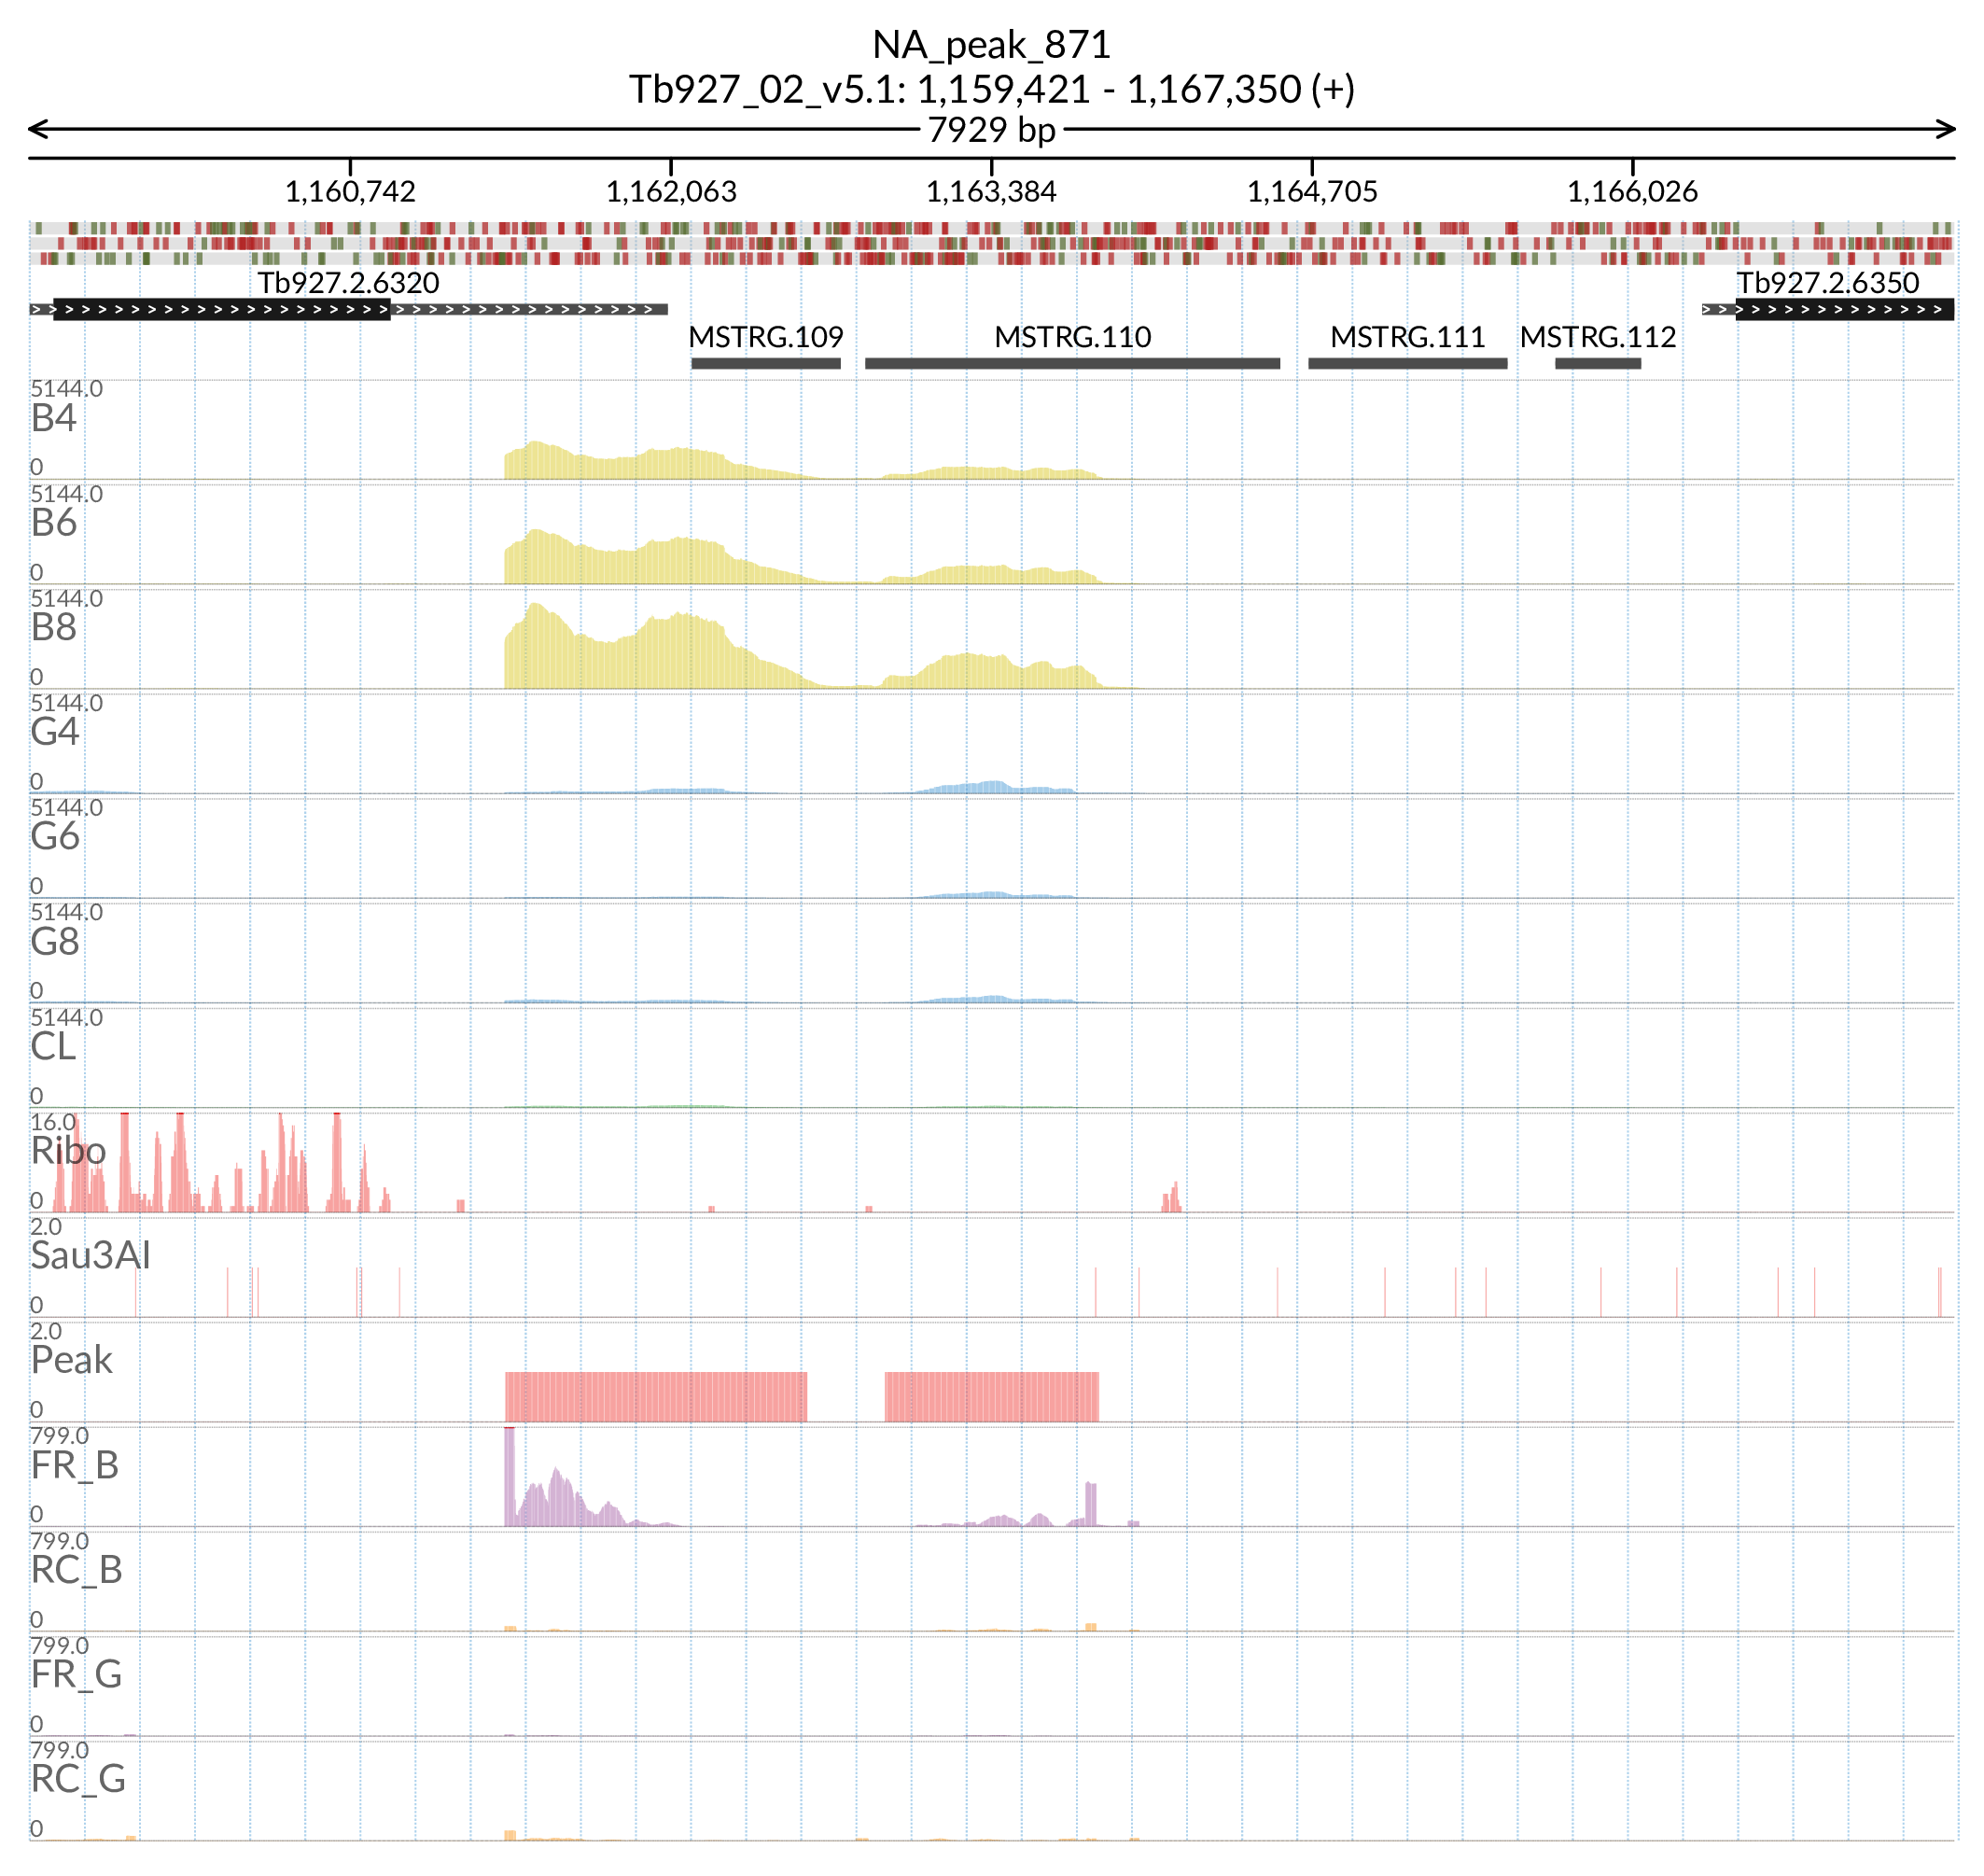 NA_peak_871
Tb927_02_v5.1: 1,159,421 - 1,167,350 (+)
7929 bp
1,160,742 1,162,063 1,163,384 1,164,705 1,166,026
Tb927.2.6320 Tb927.2.6350
MSTRG.109 MSTRG.110 MSTRG.111 MSTRG.112
5144.0
B4
0
5144.0
B6
0
5144.0
B8
0
5144.0
G4
0
5144.0
G6
0
5144.0
G8
0
5144.0
CL
0
16.0
Ribo
0
2.0
Sau3AI
0
2.0
Peak
0
799.0
FR_B
0
799.0
RC_B
0
799.0
FR_G
0
799.0
RC_G
0